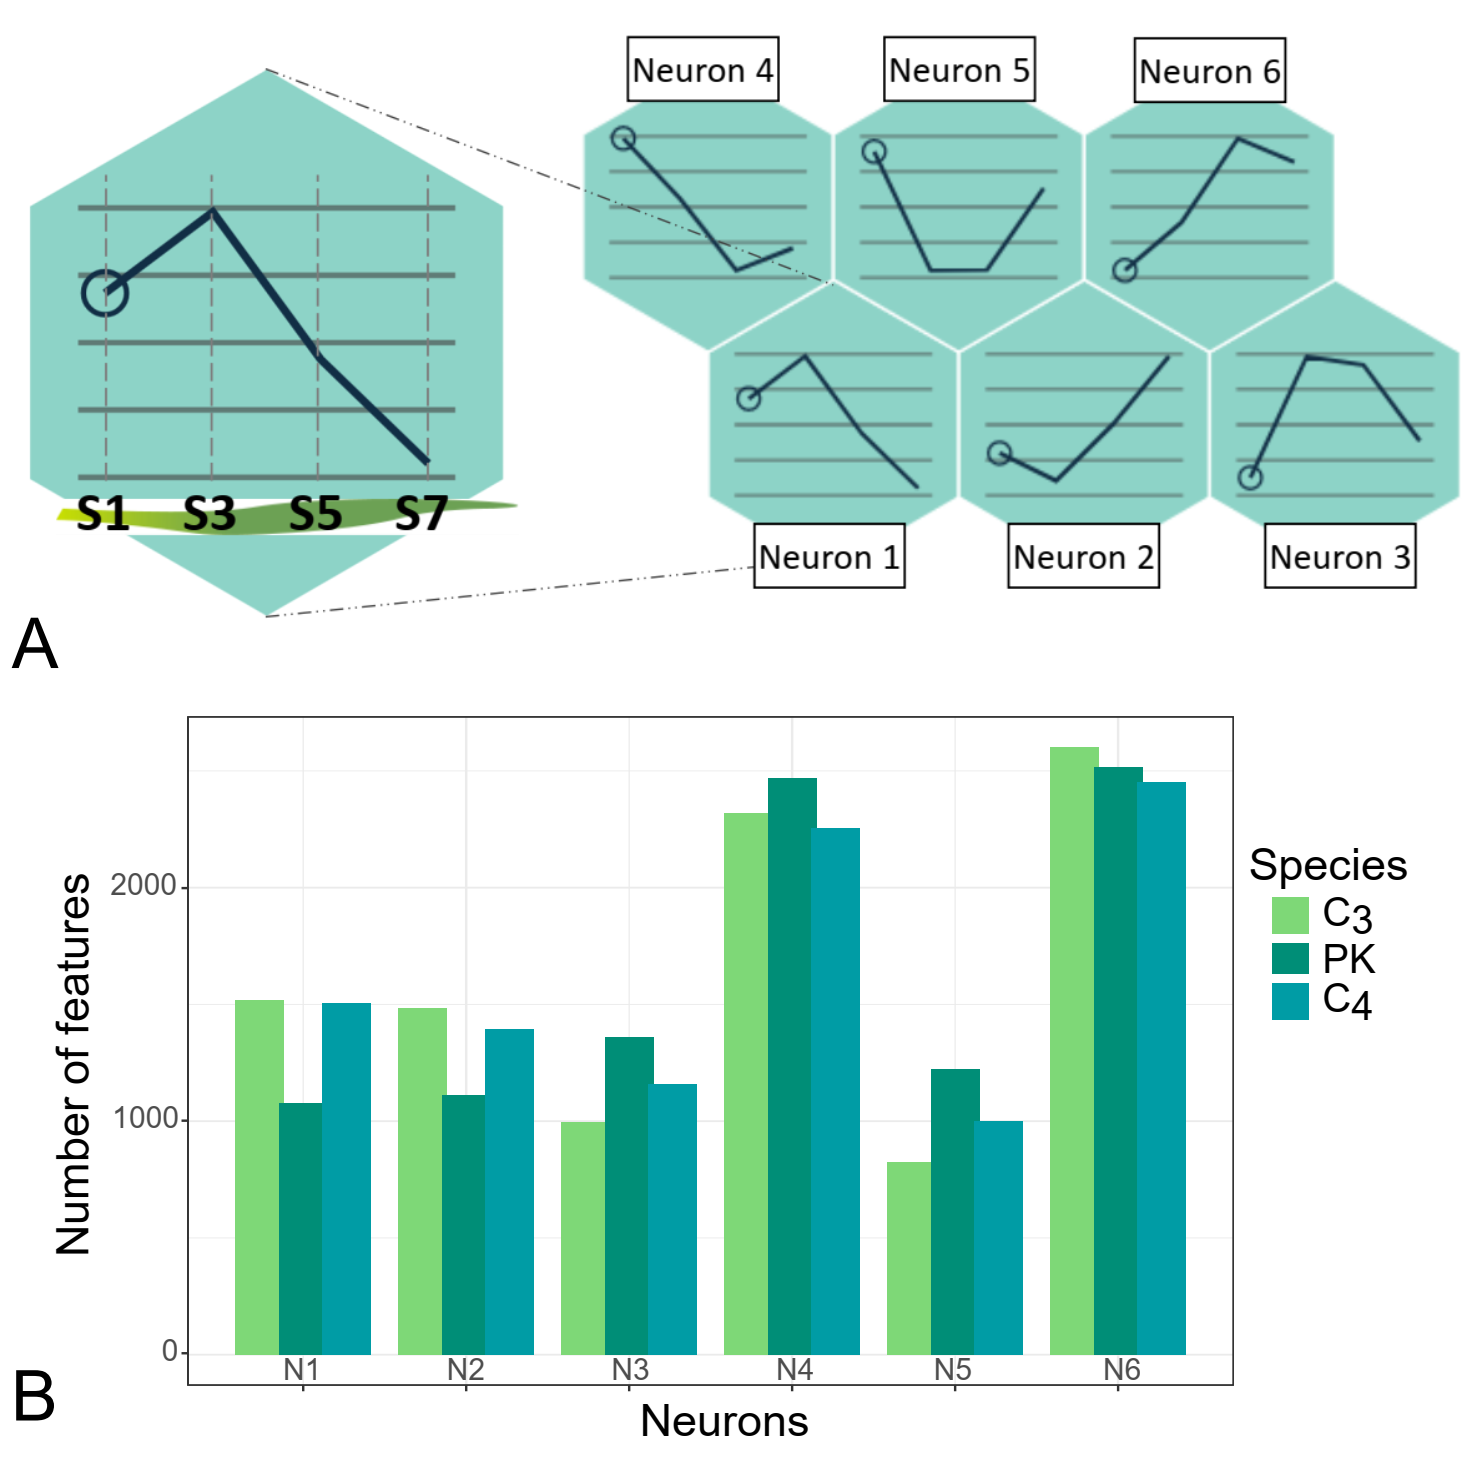 Neuron 4
Neuron 5
Neuron 6
S1 S3 S5 S7
Neuron 1
Neuron 2
Neuron 3
A
Number of features
2000
1000
0
N1 N2 N3 N4 N5 N6
Neurons
Species
C3
PK
C4
B